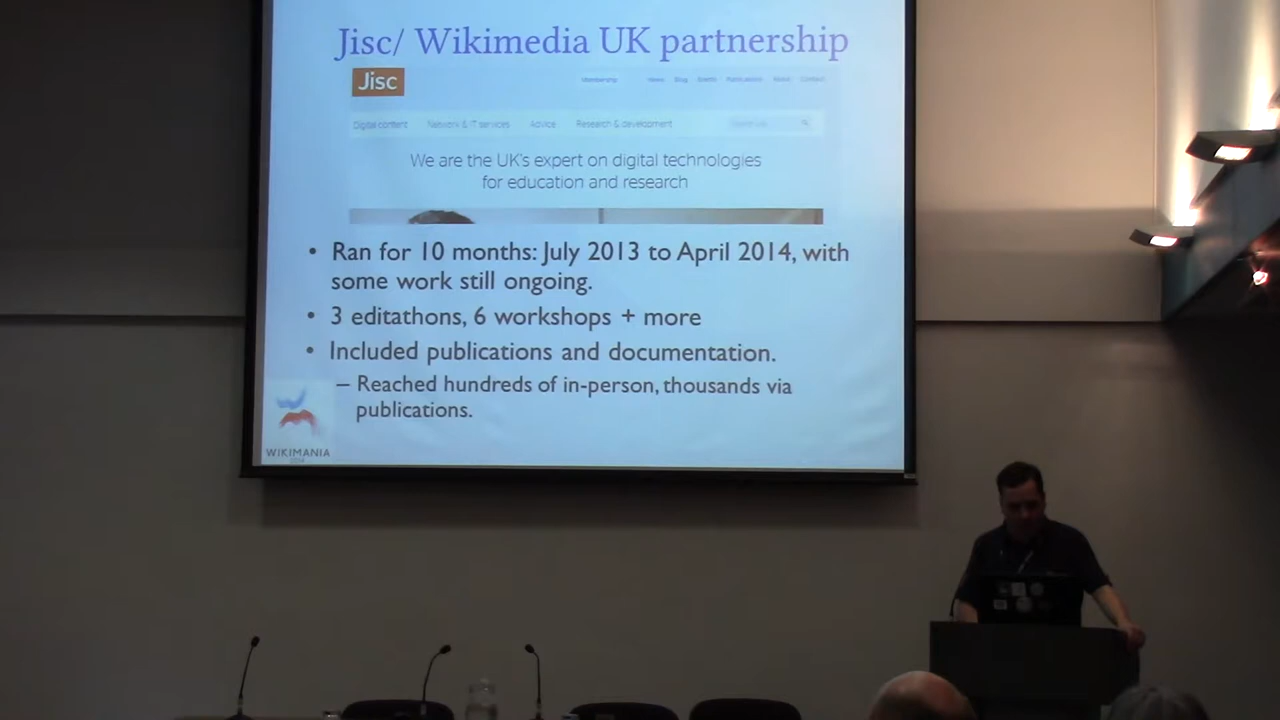 Jisc/ Wikimedia UK partnership
Jisc
Membership News Blog Events Publications About Contact
Digital content Network & IT services Advice Research & development
We are the UK's expert on digital technologies
for education and research
• Ran for 10 months: July 2013 to April 2014, with
some work still ongoing.
• 3 editathons, 6 workshops + more
• Included publications and documentation.
– Reached hundreds of in-person, thousands via
publications.
WIKIMANIA
2014